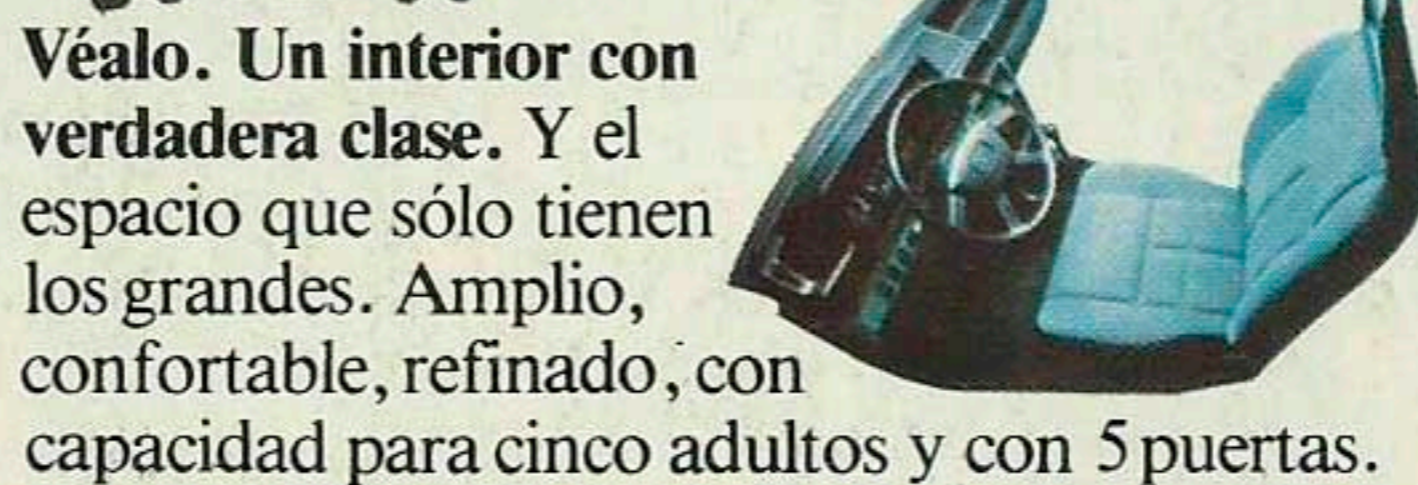 Véalo. Un interior con
verdadera clase. Y el
espacio que sólo tienen
los grandes. Amplio,
confortable, refinado, con
capacidad para cinco adultos y con 5 puertas.